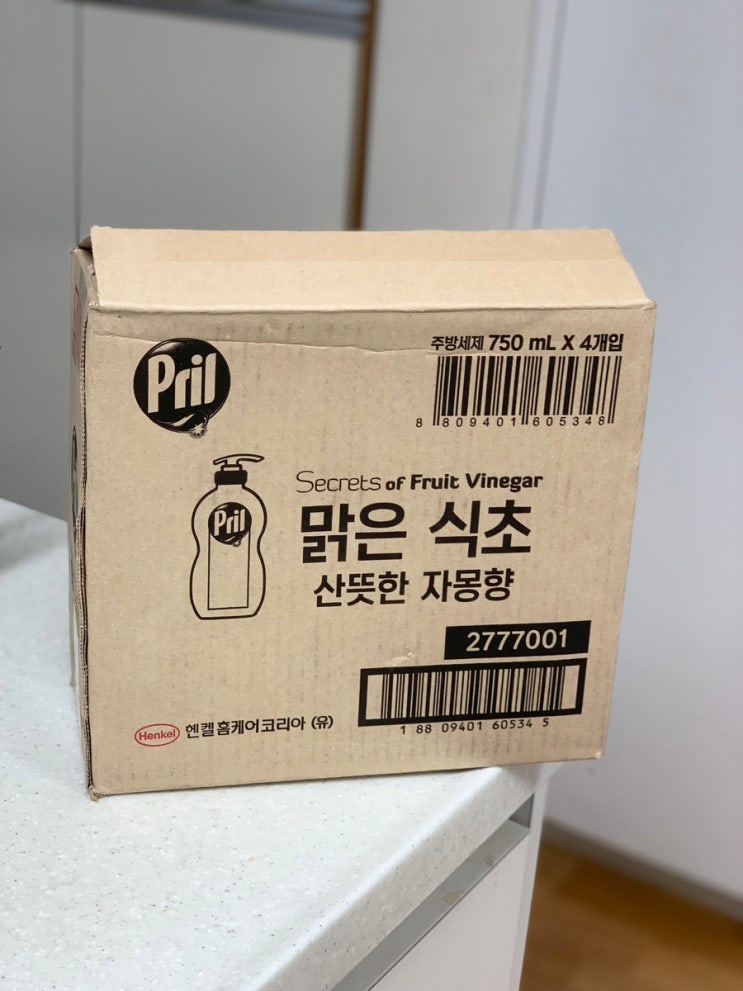 Pril
주방세제 750 mL X 4개입
8 809401 605348
Secrets of Fruit Vinegar
Pril
맑은 식초
산뜻한 자몽향
2777001
1 88 09401 60534 5
Henkel 헨켈홈케어코리아 (유)